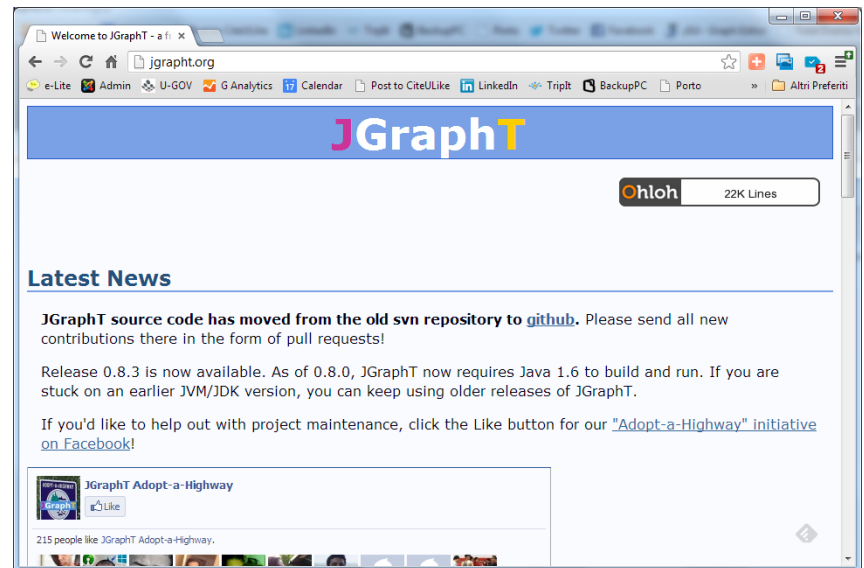 Welcome to JGraphT - a f
jgrapht.org
e-Lite Admin U-GOV G Analytics 17 Calendar Post to CiteULike LinkedIn TripIt BackupPC Porto » Altri Preferiti
JGraphT
Ohloh 22K Lines
Latest News
JGraphT source code has moved from the old svn repository to github. Please send all new
contributions there in the form of pull requests!
Release 0.8.3 is now available. As of 0.8.0, JGraphT now requires Java 1.6 to build and run. If you are
stuck on an earlier JVM/JDK version, you can keep using older releases of JGraphT.
If you'd like to help out with project maintenance, click the Like button for our "Adopt-a-Highway" initiative
on Facebook!
JGraphT Adopt-a-Highway
Like
215 people like JGraphT Adopt-a-Highway.